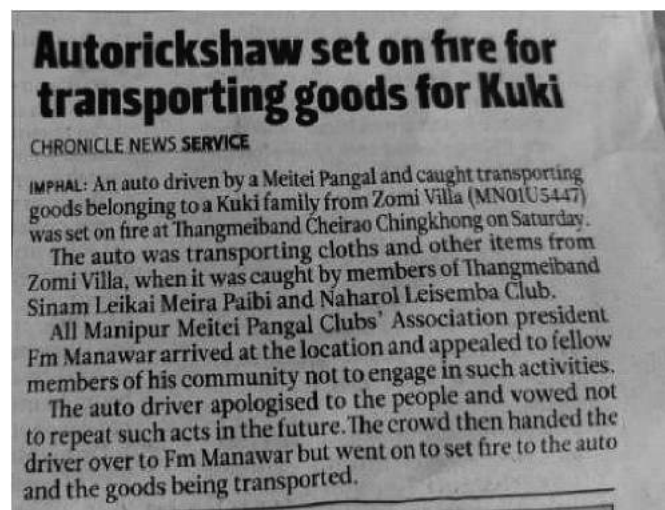 Autorickshaw set on fire for
transporting goods for Kuki
CHRONICLE NEWS SERVICE
IMPHAL: An auto driven by a Meitei Pangal and caught transporting
goods belonging to a Kuki family from Zomi Villa (MN01U5447)
was set on fire at Thangmeiband Cheirao Chingkhong on Saturday.
The auto was transporting cloths and other items from
Zomi Villa, when it was caught by members of Thangmeiband
Sinam Leikai Meira Paibi and Naharol Leisemba Club.
All Manipur Meitei Pangal Clubs' Association president
Fm Manawar arrived at the location and appealed to fellow
members of his community not to engage in such activities.
The auto driver apologised to the people and vowed not
to repeat such acts in the future. The crowd then handed the
driver over to Fm Manawar but went on to set fire to the auto
and the goods being transported.